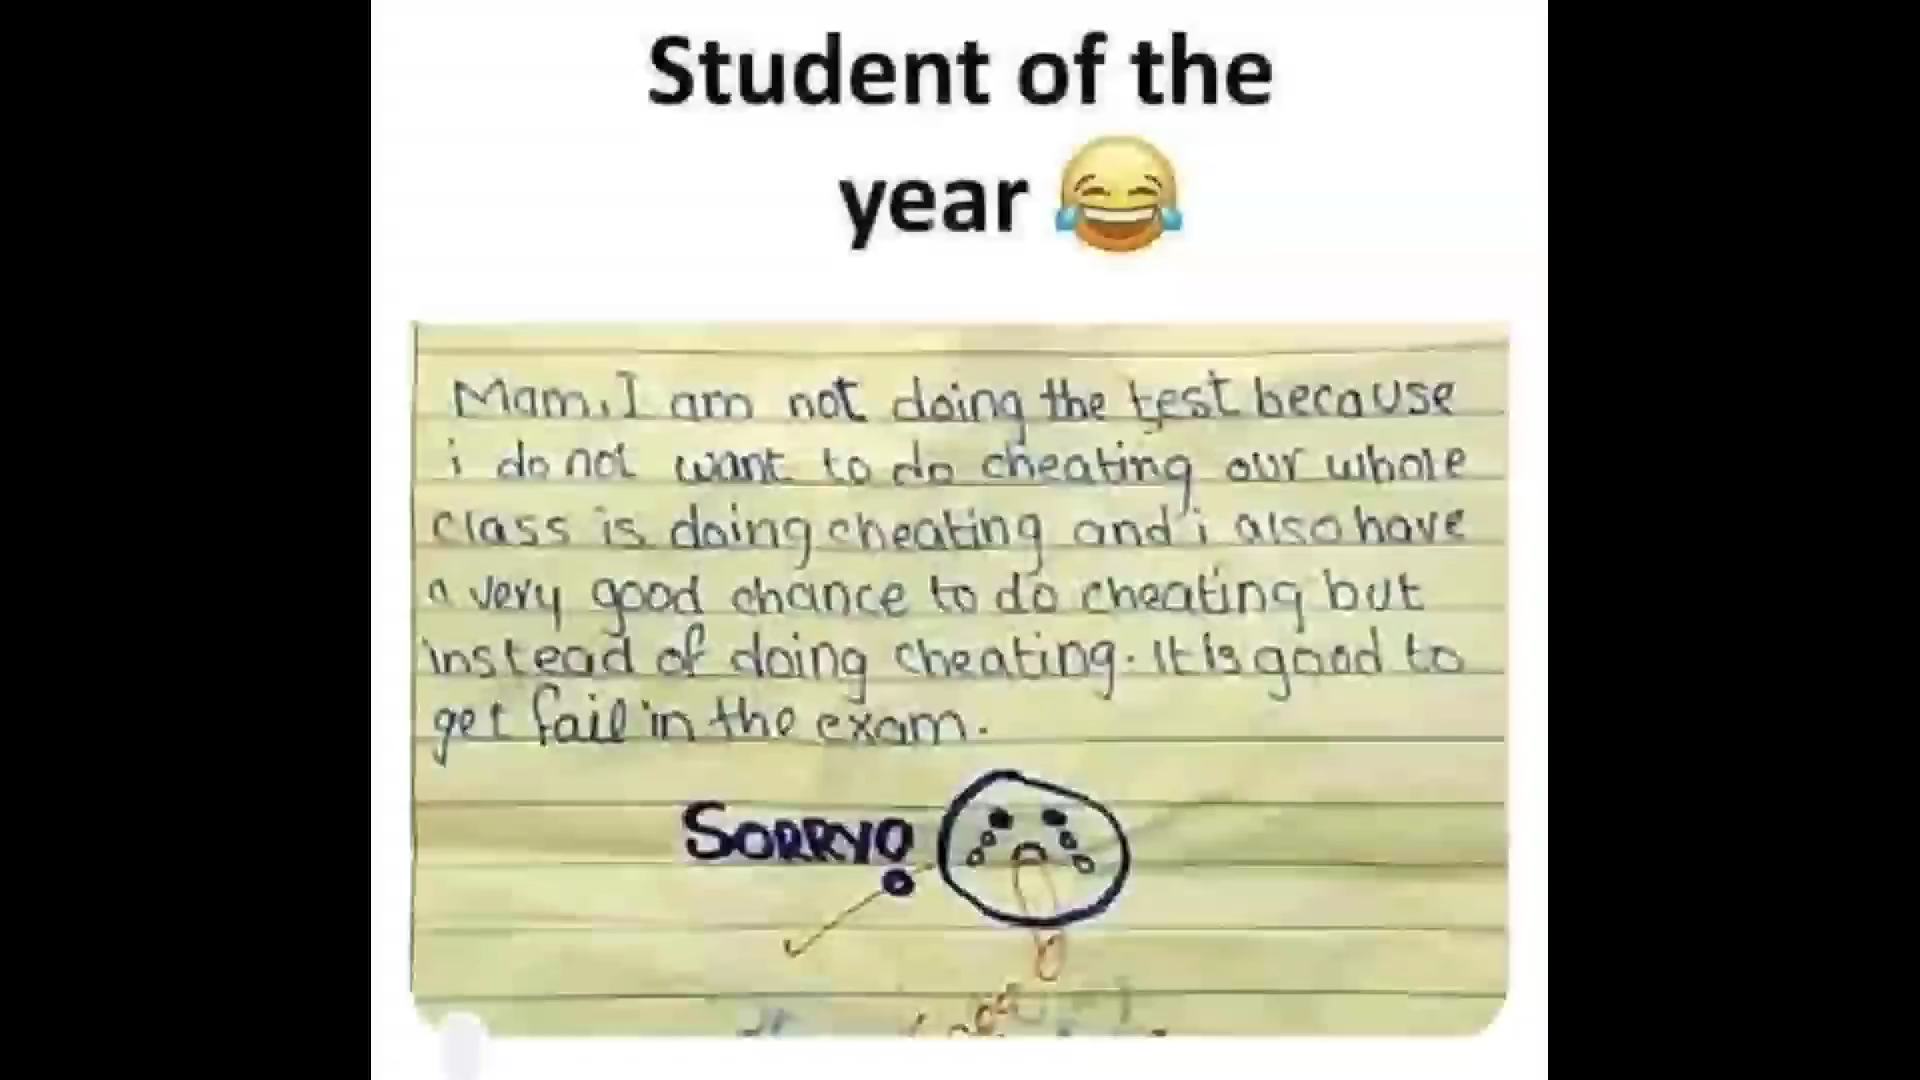 Student of the
year 😂
Mam, I am not doing the test because
i do not want to do cheating our whole
class is doing cheating and i also have
a very good chance to do cheating but
instead of doing cheating. It is good to
get fail in the exam.
SORRY!